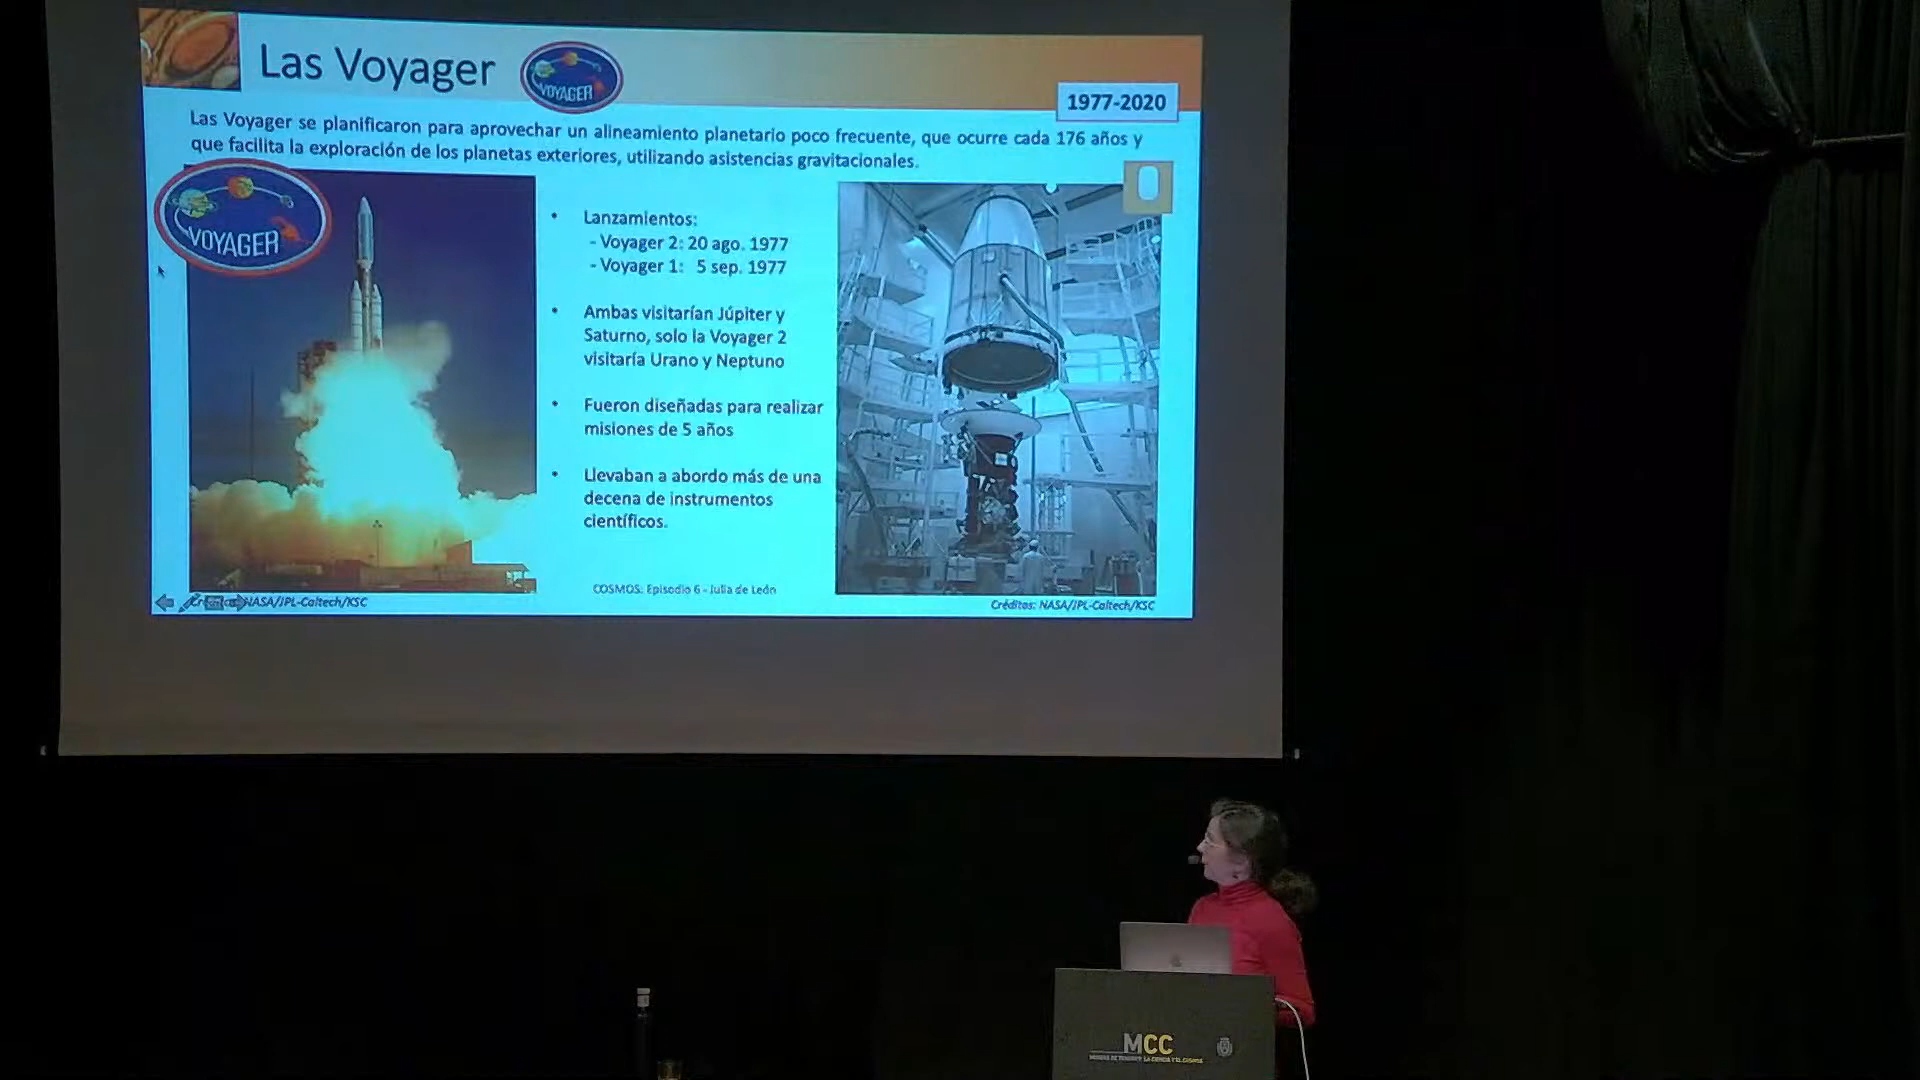 Las Voyager
VOYAGER
1977-2020
Las Voyager se planificaron para aprovechar un alineamiento planetario poco frecuente, que ocurre cada 176 años y
que facilita la exploración de los planetas exteriores, utilizando asistencias gravitacionales.
VOYAGER
• Lanzamientos:
- Voyager 2: 20 ago. 1977
- Voyager 1: 5 sep. 1977
• Ambas visitarían Júpiter y
Saturno, solo la Voyager 2
visitaría Urano y Neptuno
• Fueron diseñadas para realizar
misiones de 5 años
• Llevaban a abordo más de una
decena de instrumentos
científicos.
COSMOS: Episodio 6 - Julia de León
NASA/JPL-Caltech/KSC
Créditos: NASA/JPL-Caltech/KSC
MCC